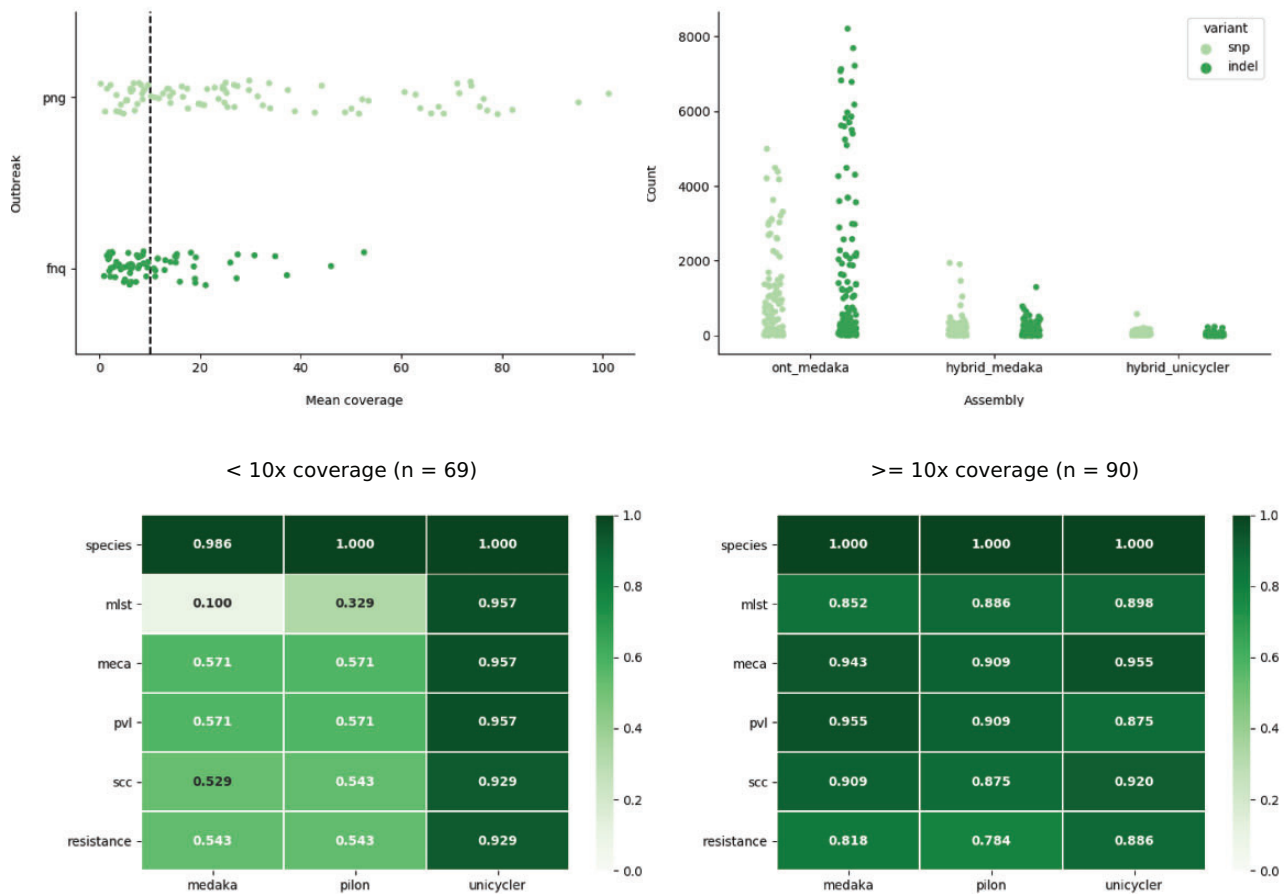 png
fnq
Outbreak
0 20 40 60 80 100
Mean coverage
8000
6000
4000
2000
0
Count
variant
snp
indel
ont_medaka hybrid_medaka hybrid_unicycler
Assembly
< 10x coverage (n = 69)
species 0.986 1.000 1.000
mlst 0.100 0.329 0.957
meca 0.571 0.571 0.957
pvl 0.571 0.571 0.957
scc 0.529 0.543 0.929
resistance 0.543 0.543 0.929
medaka pilon unicycler
1.0
0.8
0.6
0.4
0.2
0.0
>= 10x coverage (n = 90)
species 1.000 1.000 1.000
mlst 0.852 0.886 0.898
meca 0.943 0.909 0.955
pvl 0.955 0.909 0.875
scc 0.909 0.875 0.920
resistance 0.818 0.784 0.886
medaka pilon unicycler
1.0
0.8
0.6
0.4
0.2
0.0